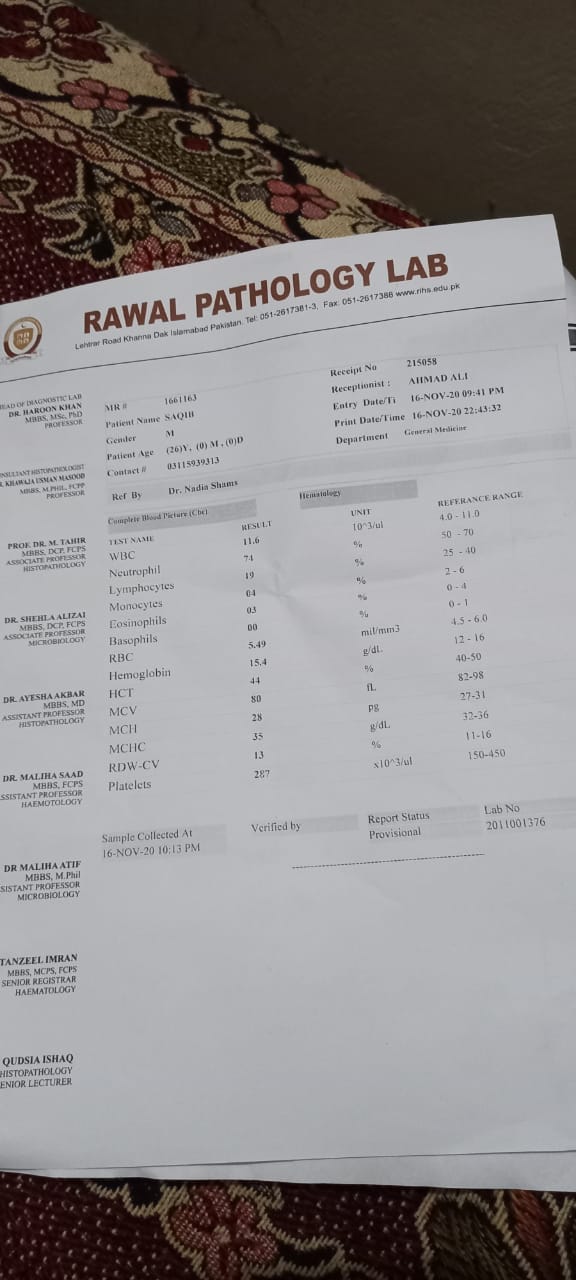 RAWAL PATHOLOGY LAB
Lehtrar Road Khanna Dak Islamabad Pakistan. Tel: 051-2617381-3, Fax: 051-2617388 www.rihs.edu.pk
HEAD OF DIAGNOSTIC LAB
DR. HAROON KHAN
MBBS, MSc, PhD
PROFESSOR
KHAWAJA USMAN MASOOD
MBBS, M.PHIL, FCPP
PROFESSOR
PROF. DR. M. TAHIR
MBBS, DCP, FCPS
ASSOCIATE PROFESSOR
HISTOPATHOLOGY
DR. SHEHLA ALIZAI
MBBS, DCP, FCPS
ASSOCIATE PROFESSOR
MICROBIOLOGY
DR. AYESHA AKBAR
MBBS, MD
ASSISTANT PROFESSOR
HISTOPATHOLOGY
DR. MALIHA SAAD
MBBS, FCPS
SSISTANT PROFESSOR
HAEMOTOLOGY
DR MALIHA ATIF
MBBS, M.Phil
SISTANT PROFESSOR
MICROBIOLOGY
TANZEEL IMRAN
MBBS, MCPS, FCPS
SENIOR REGISTRAR
HAEMATOLOGY
QUDSIA ISHAQ
HISTOPATHOLOGY
ENIOR LECTURER
MR # 1661163
Patient Name SAQIB
Gender M
Patient Age (26)Y, (0) M , (0)D
Contact # 03115939313
Ref By Dr. Nadia Shams
Receipt No 215058
Receptionist : AHMAD ALI
Entry Date/Ti 16-NOV-20 09:41 PM
Print Date/Time 16-NOV-20 22:43:32
Department General Medicine
Complete Blood Picture (Cbc) Hematology
TEST NAME RESULT UNIT REFERANCE RANGE
WBC 11.6 10^3/ul 4.0 - 11.0
Neutrophil 74 % 50 - 70
Lymphocytes 19 % 25 - 40
Monocytes 04 % 2 - 6
Eosinophils 03 % 0 - 4
Basophils 00 % 0 - 1
RBC 5.49 mil/mm3 4.5 - 6.0
Hemoglobin 15.4 g/dL 12 - 16
HCT 44 % 40-50
MCV 80 fL 82-98
MCH 28 pg 27-31
MCHC 35 g/dL 32-36
RDW-CV 13 % 11-16
Platelets 287 x10^3/ul 150-450
Sample Collected At Verified by Report Status Lab No
16-NOV-20 10:13 PM Provisional 2011001376